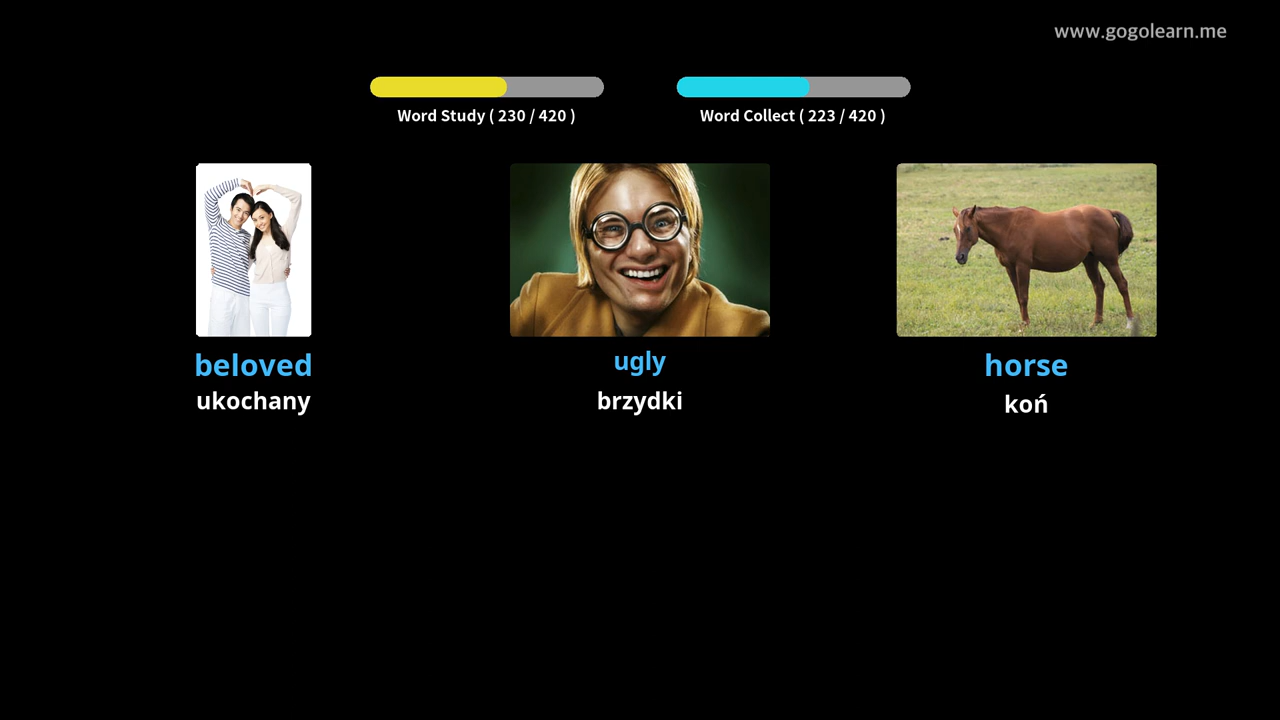 www.gogolearn.me
Word Study ( 230 / 420 )
Word Collect ( 223 / 420 )
beloved
ukochany
ugly
brzydki
horse
koń